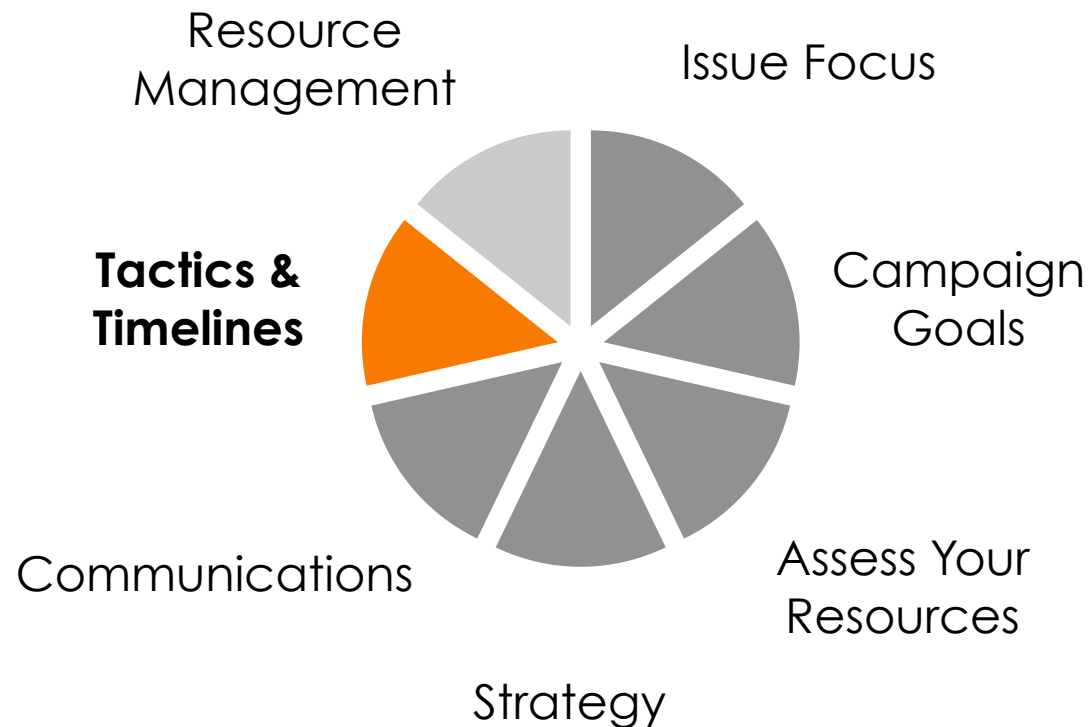 Resource
Management
Issue Focus
Tactics &
Timelines
Campaign
Goals
Communications
Assess Your
Resources
Strategy